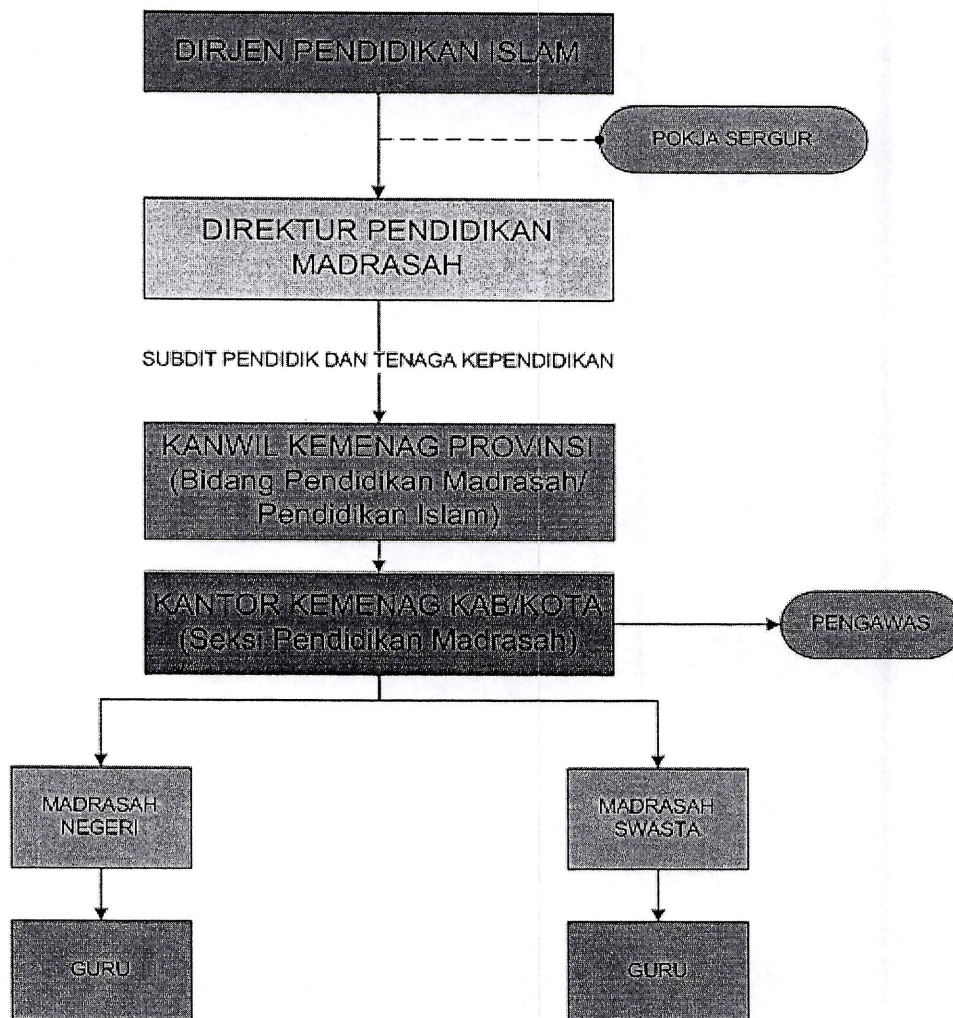 DIRJEN PENDIDIKAN ISLAM
POKJA SERGUR
DIREKTUR PENDIDIKAN
MADRASAH
SUBDIT PENDIDIK DAN TENAGA KEPENDIDIKAN
KANWIL KEMENAG PROVINSI
(Bidang Pendidikan Madrasah/
Pendidikan Islam)
KANTOR KEMENAG KAB/KOTA
(Seksi Pendidikan Madrasah)
PENGAWAS
MADRASAH
NEGERI
MADRASAH
SWASTA
GURU
GURU